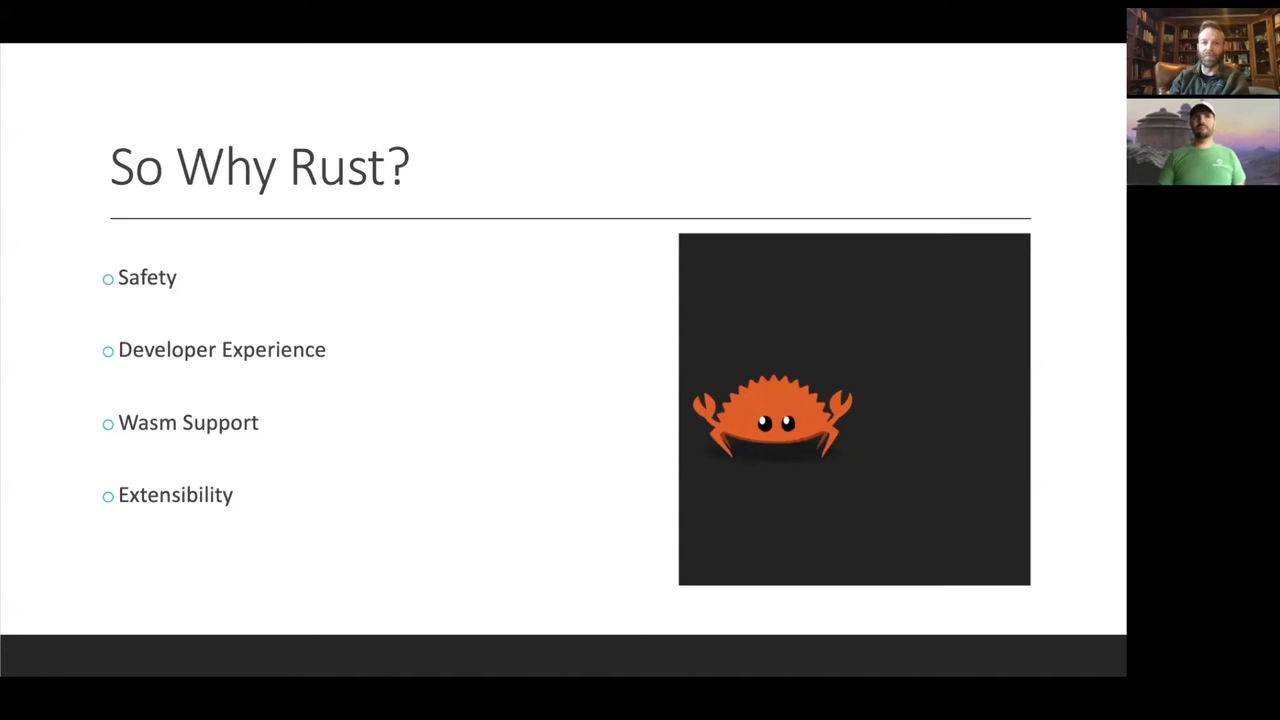 So Why Rust?
Safety
Developer Experience
Wasm Support
Extensibility